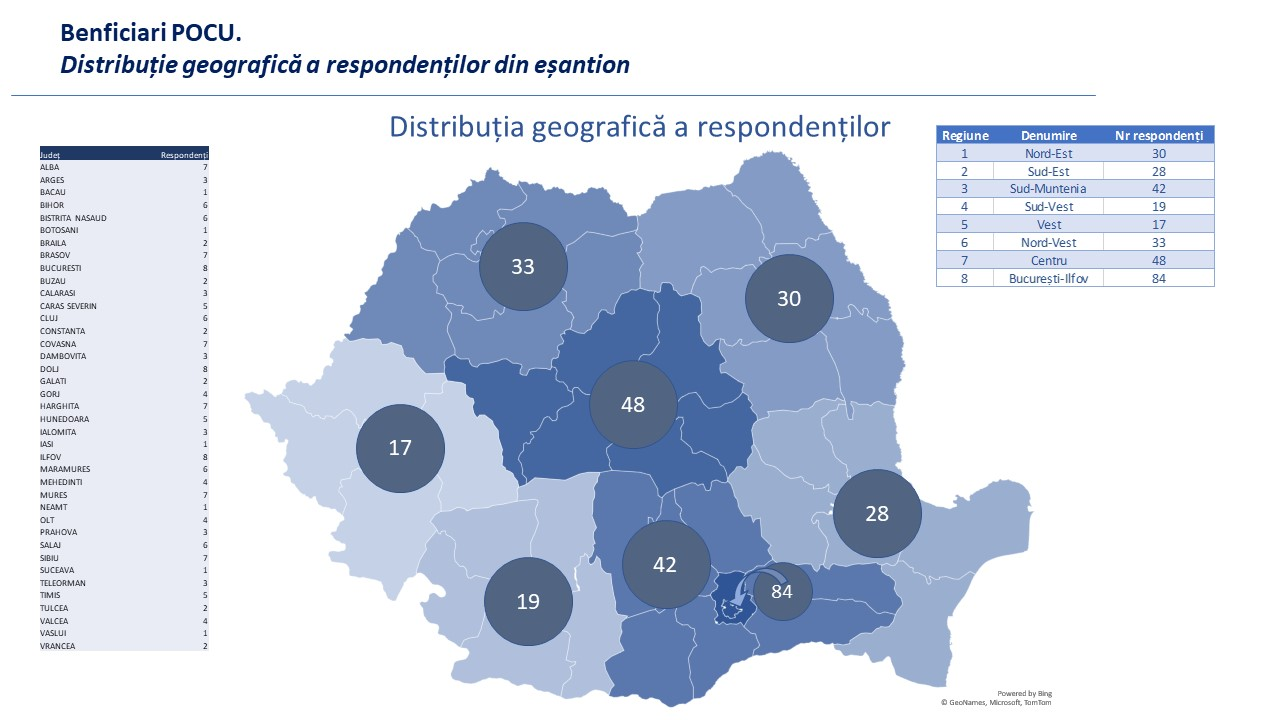 Benficiari POCU.
Distribuție geografică a respondenților din eșantion
Distribuția geografică a respondenților
Județ Respondenți
ALBA 7
ARGES 3
BACAU 1
BIHOR 6
BISTRITA NASAUD 6
BOTOSANI 1
BRAILA 2
BRASOV 7
BUCURESTI 8
BUZAU 2
CALARASI 3
CARAS SEVERIN 5
CLUJ 6
CONSTANTA 2
COVASNA 7
DAMBOVITA 3
DOLJ 8
GALATI 2
GORJ 4
HARGHITA 7
HUNEDOARA 5
IALOMITA 3
IASI 1
ILFOV 8
MARAMURES 6
MEHEDINTI 4
MURES 7
NEAMT 1
OLT 4
PRAHOVA 3
SALAJ 6
SIBIU 7
SUCEAVA 1
TELEORMAN 3
TIMIS 5
TULCEA 2
VALCEA 4
VASLUI 1
VRANCEA 2
33
30
48
17
28
42
84
19
Regiune Denumire Nr respondenți
1 Nord-Est 30
2 Sud-Est 28
3 Sud-Muntenia 42
4 Sud-Vest 19
5 Vest 17
6 Nord-Vest 33
7 Centru 48
8 București-Ilfov 84
Powered by Bing
© GeoNames, Microsoft, TomTom